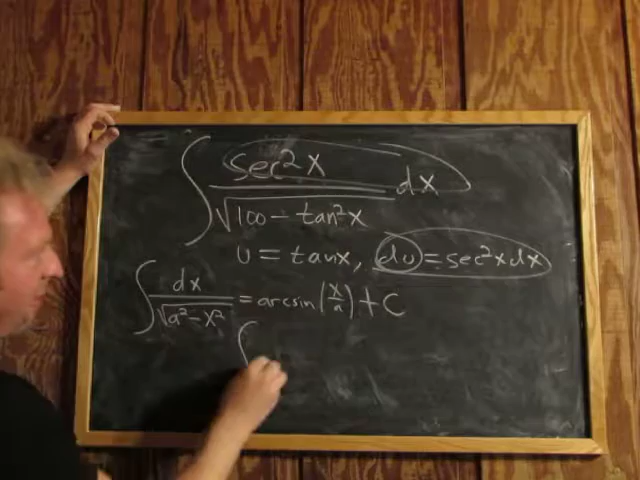 ∫ sec²x / √100 − tan²x dx
u = tanx, du = sec²xdx
∫ dx / √a² − x² = arcsin(x/a) + C
∫